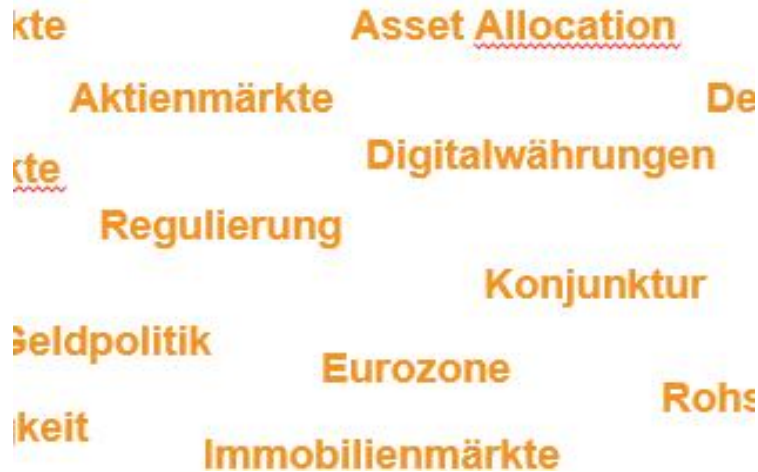 kte
Asset Allocation
Aktienmärkte
De
Digitalwährungen
kte
Regulierung
Konjunktur
Geldpolitik
Eurozone
Rohs
keit
Immobilienmärkte